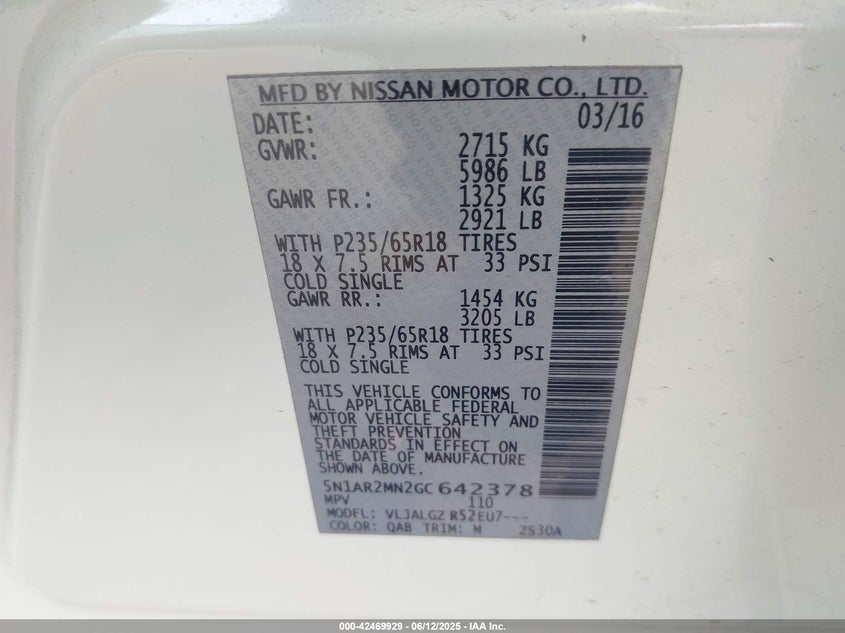 MFD BY NISSAN MOTOR CO., LTD.
DATE: 03/16
GVWR: 2715 KG
5986 LB
GAWR FR.: 1325 KG
2921 LB
WITH P235/65R18 TIRES
18 X 7.5 RIMS AT 33 PSI
COLD SINGLE
GAWR RR.: 1454 KG
3205 LB
WITH P235/65R18 TIRES
18 X 7.5 RIMS AT 33 PSI
COLD SINGLE
THIS VEHICLE CONFORMS TO
ALL APPLICABLE FEDERAL
MOTOR VEHICLE SAFETY AND
THEFT PREVENTION
STANDARDS IN EFFECT ON
THE DATE OF MANUFACTURE
SHOWN ABOVE.
5N1AR2MN2GC642378
MPV 110
MODEL: VLJALGZ R52EU7---
COLOR: QAB TRIM: M ZS30A
000-42469929 - 06/12/2025 - IAA Inc.